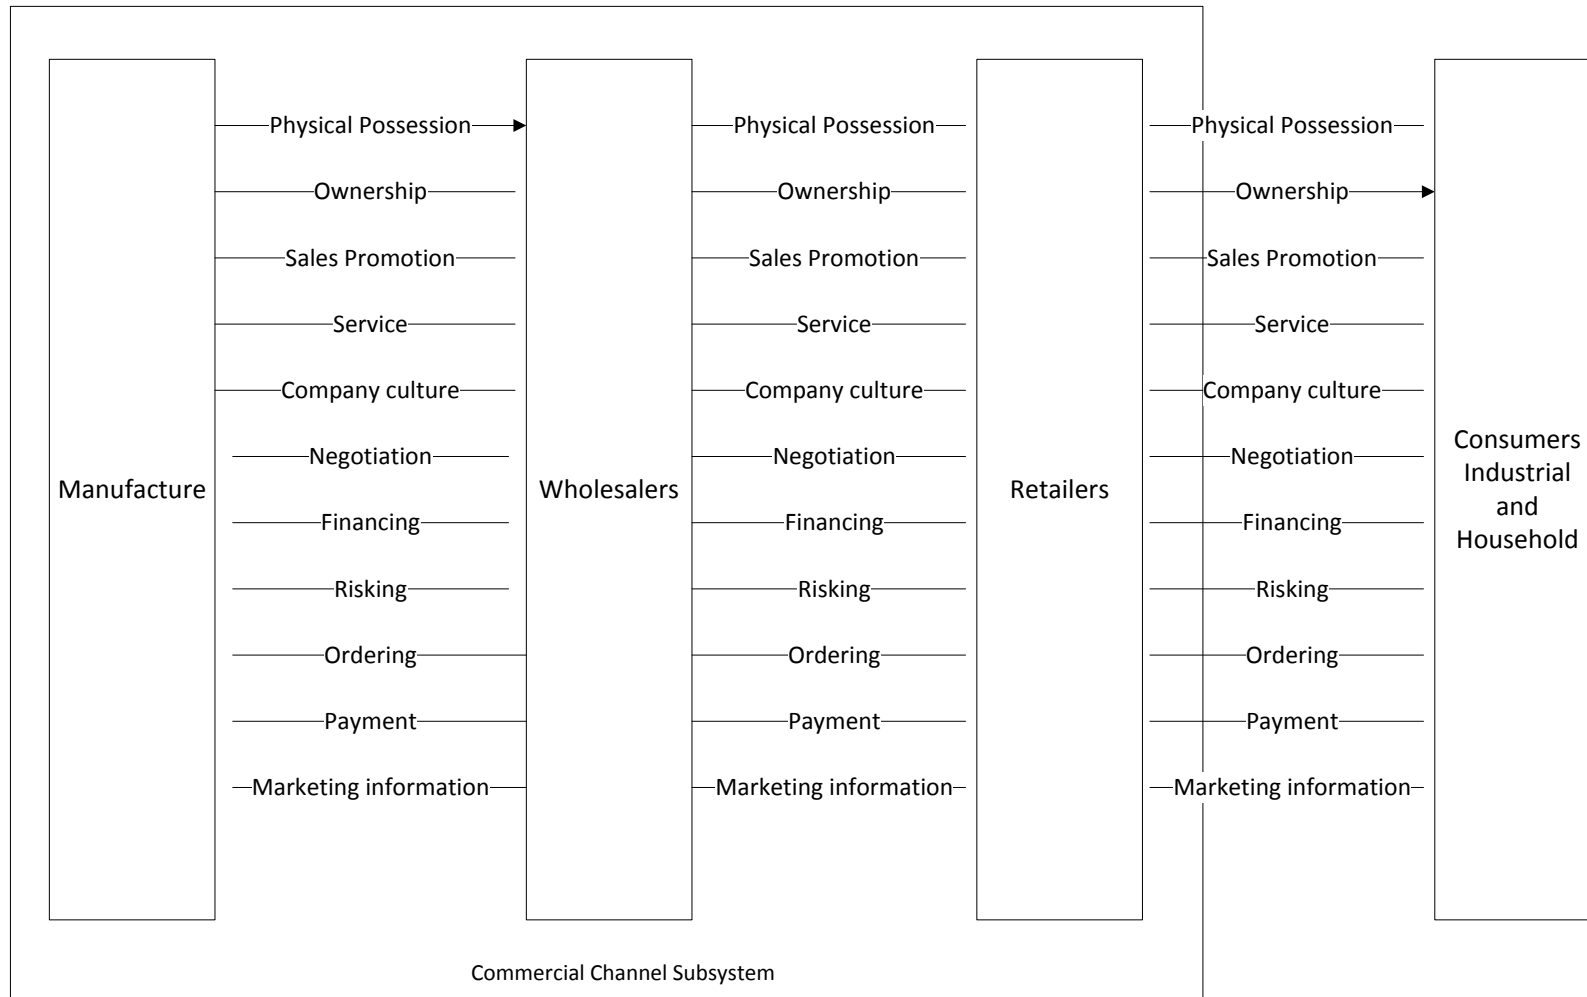 Physical Possession Physical Possession Physical Possession
Ownership Ownership Ownership
Sales Promotion Sales Promotion Sales Promotion
Service Service Service
Company culture Company culture Company culture
Negotiation Negotiation Negotiation
Manufacture Wholesalers Retailers
Consumers
Industrial
and
Household
Financing Financing Financing
Risking Risking Risking
Ordering Ordering Ordering
Payment Payment Payment
Marketing information Marketing information Marketing information
Commercial Channel Subsystem